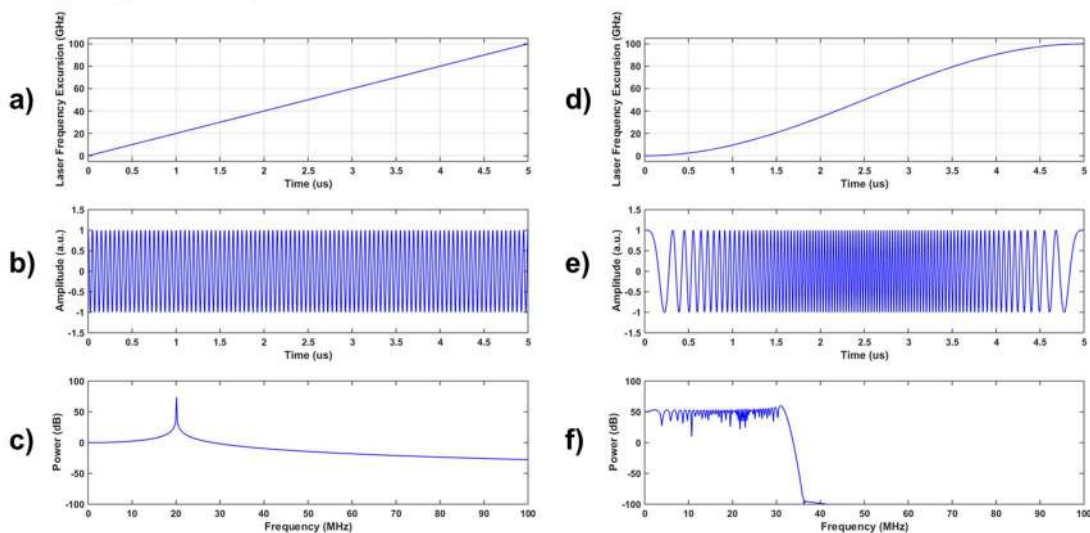 a)
Laser Frequency Excursion (GHz)
100
80
60
40
20
0
0 0.5 1 1.5 2 2.5 3 3.5 4 4.5 5
Time (us)
b)
Amplitude (a.u.)
1.5
1
0.5
0
-0.5
-1
-1.5
0 0.5 1 1.5 2 2.5 3 3.5 4 4.5 5
Time (us)
c)
Power (dB)
100
50
0
-50
-100
0 10 20 30 40 50 60 70 80 90 100
Frequency (MHz)
d)
Laser Frequency Excursion (GHz)
100
80
60
40
20
0
0 0.5 1 1.5 2 2.5 3 3.5 4 4.5 5
Time (us)
e)
Amplitude (a.u.)
1.5
1
0.5
0
-0.5
-1
-1.5
0 0.5 1 1.5 2 2.5 3 3.5 4 4.5 5
Time (us)
f)
Power (dB)
100
50
0
-50
-100
0 10 20 30 40 50 60 70 80 90 100
Frequency (MHz)